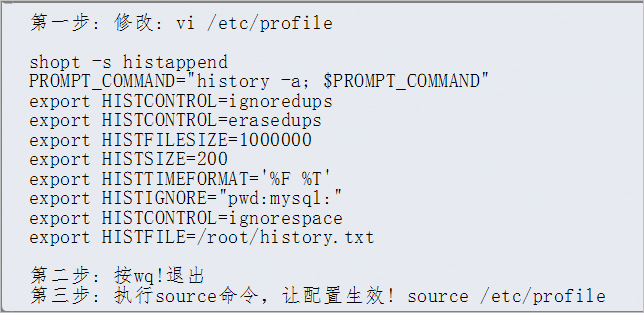 第一步: 修改: vi /etc/profile
shopt -s histappend
PROMPT_COMMAND="history -a; $PROMPT_COMMAND"
export HISTCONTROL=ignoredups
export HISTCONTROL=erasedups
export HISTFILESIZE=1000000
export HISTSIZE=200
export HISTTIMEFORMAT='%F %T'
export HISTIGNORE="pwd:mysql:"
export HISTCONTROL=ignorespace
export HISTFILE=/root/history.txt
第二步: 按wq!退出
第三步: 执行source命令, 让配置生效! source /etc/profile